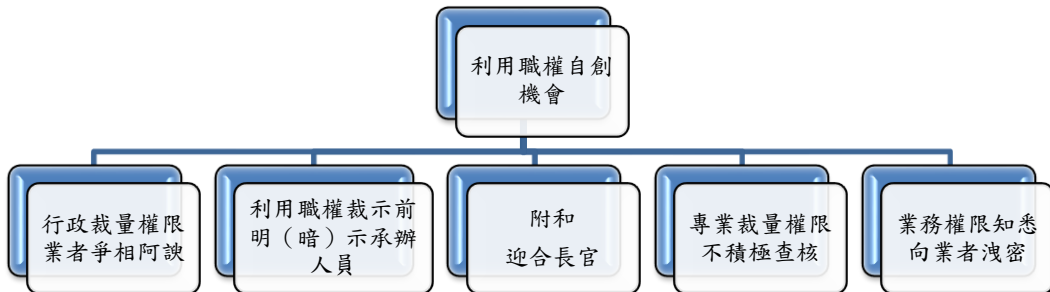 利用職權自創
機會
行政裁量權限
業者爭相阿諛
利用職權裁示前
明（暗）示承辦
人員
附和
迎合長官
專業裁量權限
不積極查核
業務權限知悉
向業者洩密